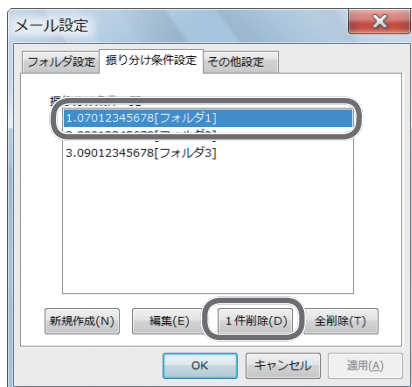 メール設定
フォルダ設定 振り分け条件設定 その他設定
1.07012345678[フォルダ1]
3.09012345678[フォルダ3]
新規作成(N) 編集(E) 1件削除(D) 全削除(T)
OK キャンセル 適用(A)